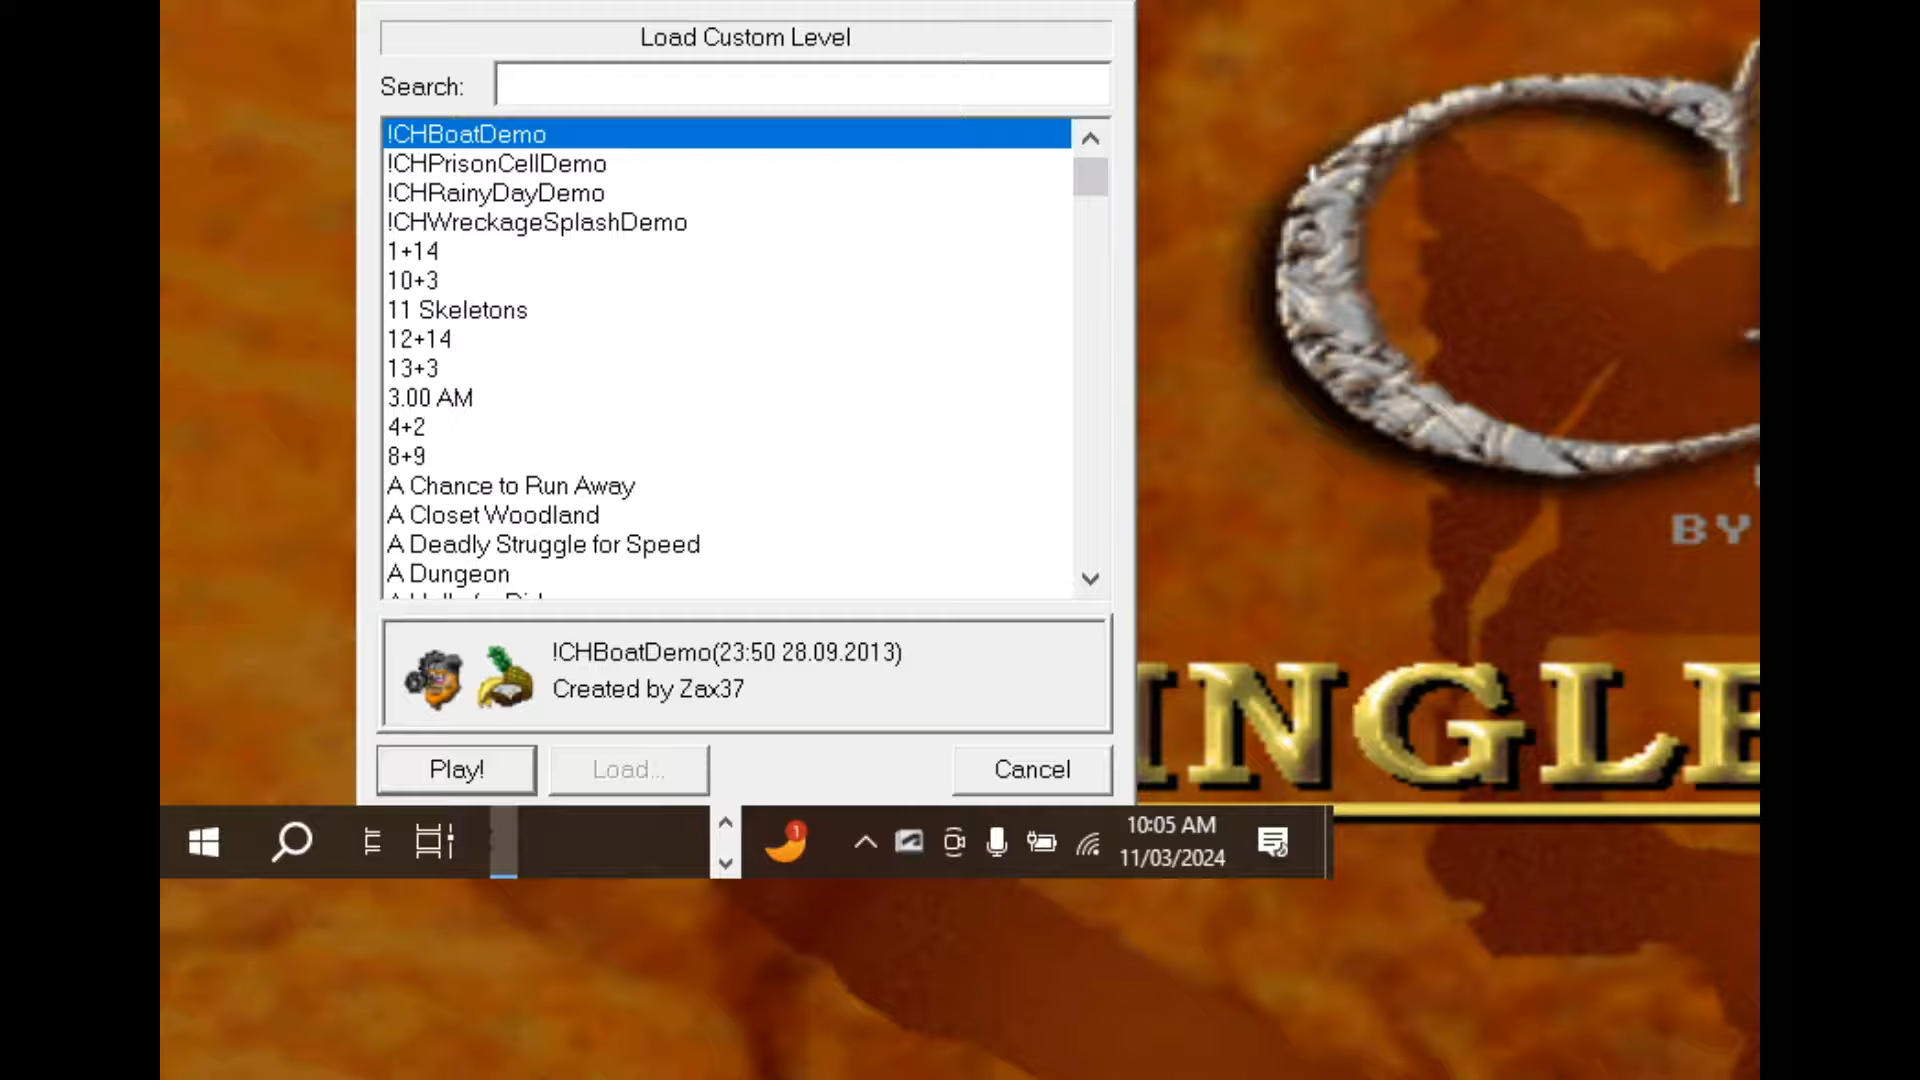 Load Custom Level
Search:
!CHBoatDemo
!CHPrisonCellDemo
!CHRainyDayDemo
!CHWreckageSplashDemo
1+14
10+3
11 Skeletons
12+14
13+3
3.00 AM
4+2
8+9
A Chance to Run Away
A Closet Woodland
A Deadly Struggle for Speed
A Dungeon
!CHBoatDemo(23:50 28.09.2013)
Created by Zax37
Play!
Load...
Cancel
C
BY
INGLE
1
10:05 AM
11/03/2024